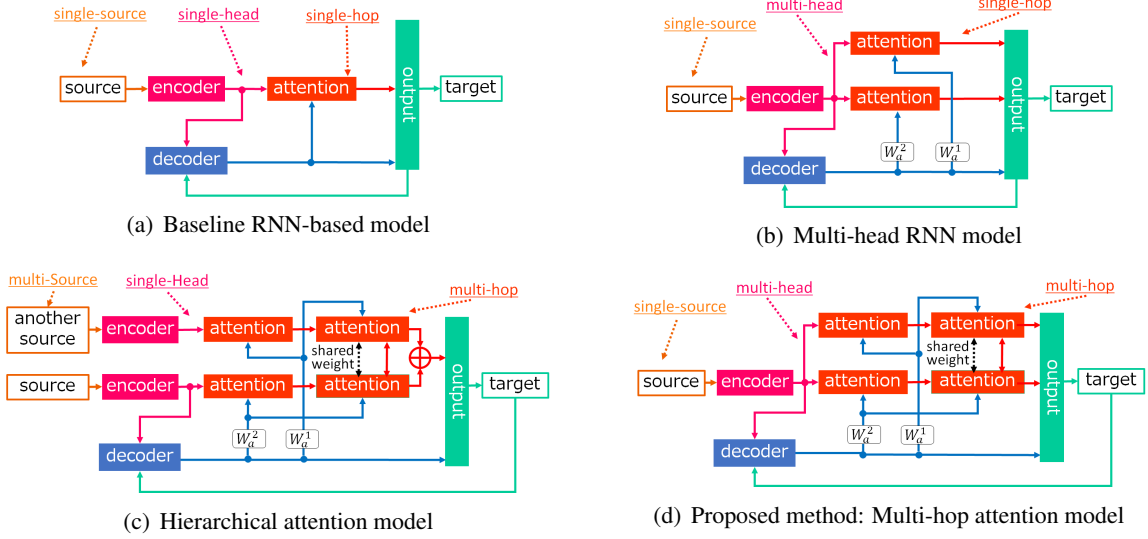 single-source
single-head
single-hop
source
encoder
attention
output
target
decoder
(a) Baseline RNN-based model
single-source
multi-head
single-hop
attention
source
encoder
attention
output
target
W_a^2
W_a^1
decoder
(b) Multi-head RNN model
multi-Source
single-Head
multi-hop
another
source
encoder
attention
attention
shared
weight
source
encoder
attention
attention
output
target
W_a^2
W_a^1
decoder
(c) Hierarchical attention model
single-source
multi-head
multi-hop
attention
attention
shared
weight
source
encoder
attention
attention
output
target
W_a^2
W_a^1
decoder
(d) Proposed method: Multi-hop attention model